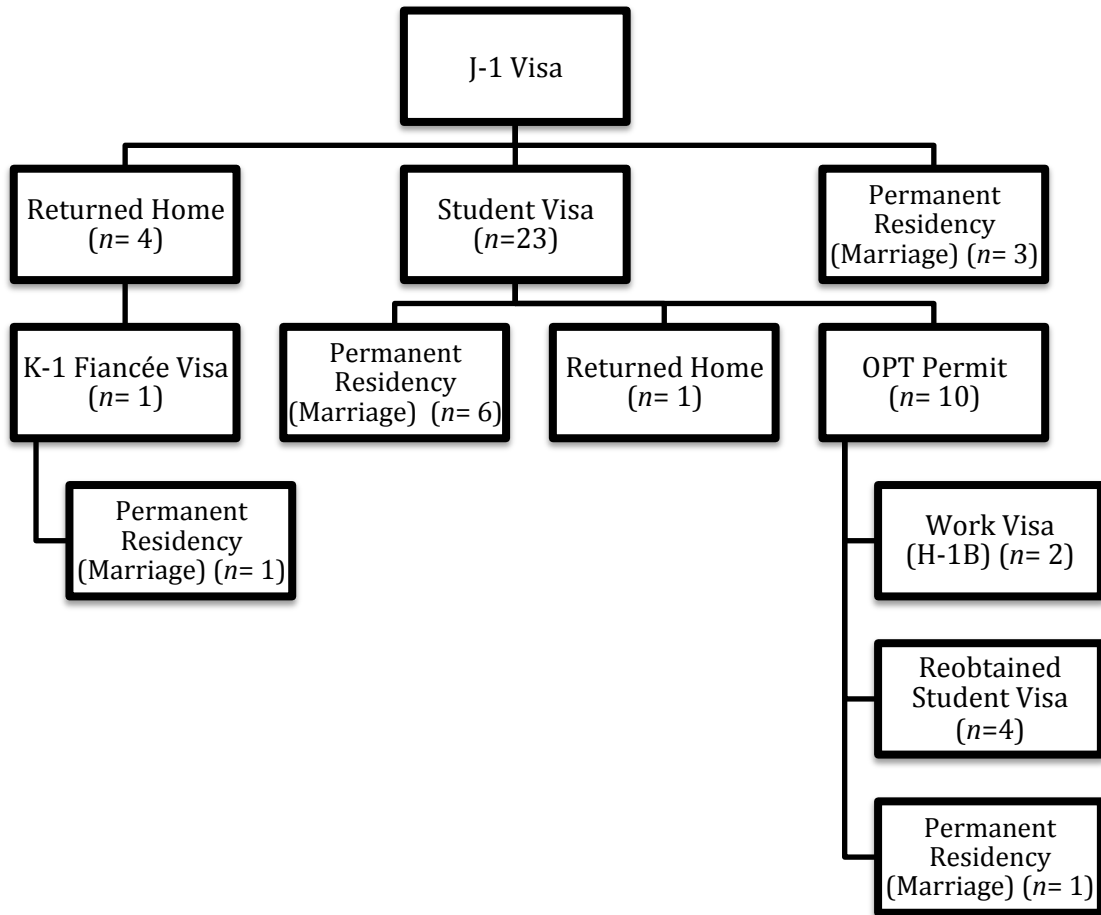 J-1 Visa
Returned Home
(n= 4)
Student Visa
(n=23)
Permanent
Residency
(Marriage) (n= 3)
K-1 Fiancée Visa
(n= 1)
Permanent
Residency
(Marriage)  (n= 6)
Returned Home
(n= 1)
OPT Permit
(n= 10)
Permanent
Residency
(Marriage) (n= 1)
Work Visa
(H-1B) (n= 2)
Reobtained
Student Visa
(n=4)
Permanent
Residency
(Marriage) (n= 1)